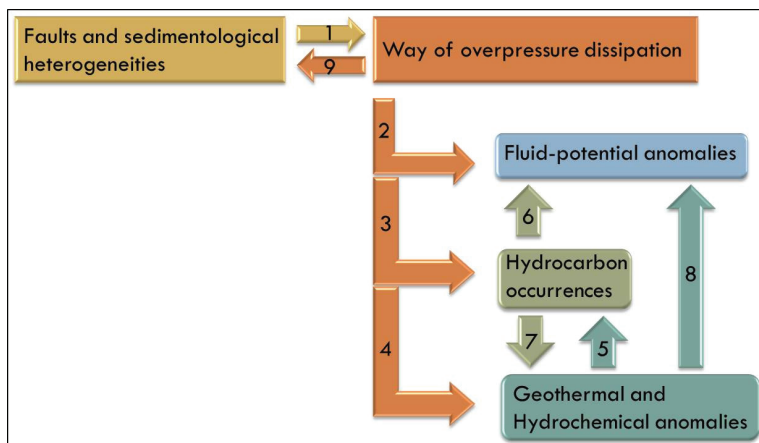 Faults and sedimentological
heterogeneities
1
9
Way of overpressure dissipation
2
Fluid-potential anomalies
3
6
8
Hydrocarbon
occurrences
4
7
5
Geothermal and
Hydrochemical anomalies